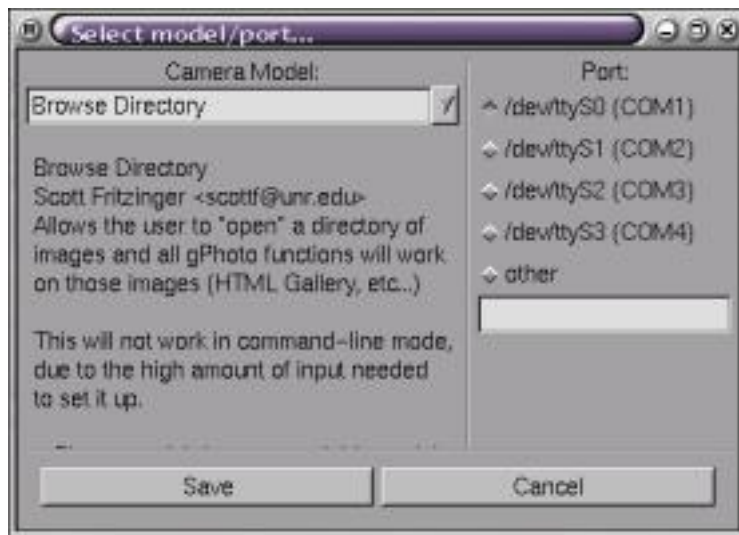 Select model/port...
Camera Model:
Browse Directory
Browse Directory
Scott Fritzinger <scottf@unr.edu>
Allows the user to "open" a directory of
images and all gPhoto functions will work
on those images (HTML Gallery, etc...)
This will not work in command-line mode,
due to the high amount of input needed
to set it up.
Port:
/dev/ttyS0 (COM1)
/dev/ttyS1 (COM2)
/dev/ttyS2 (COM3)
/dev/ttyS3 (COM4)
other
Save
Cancel